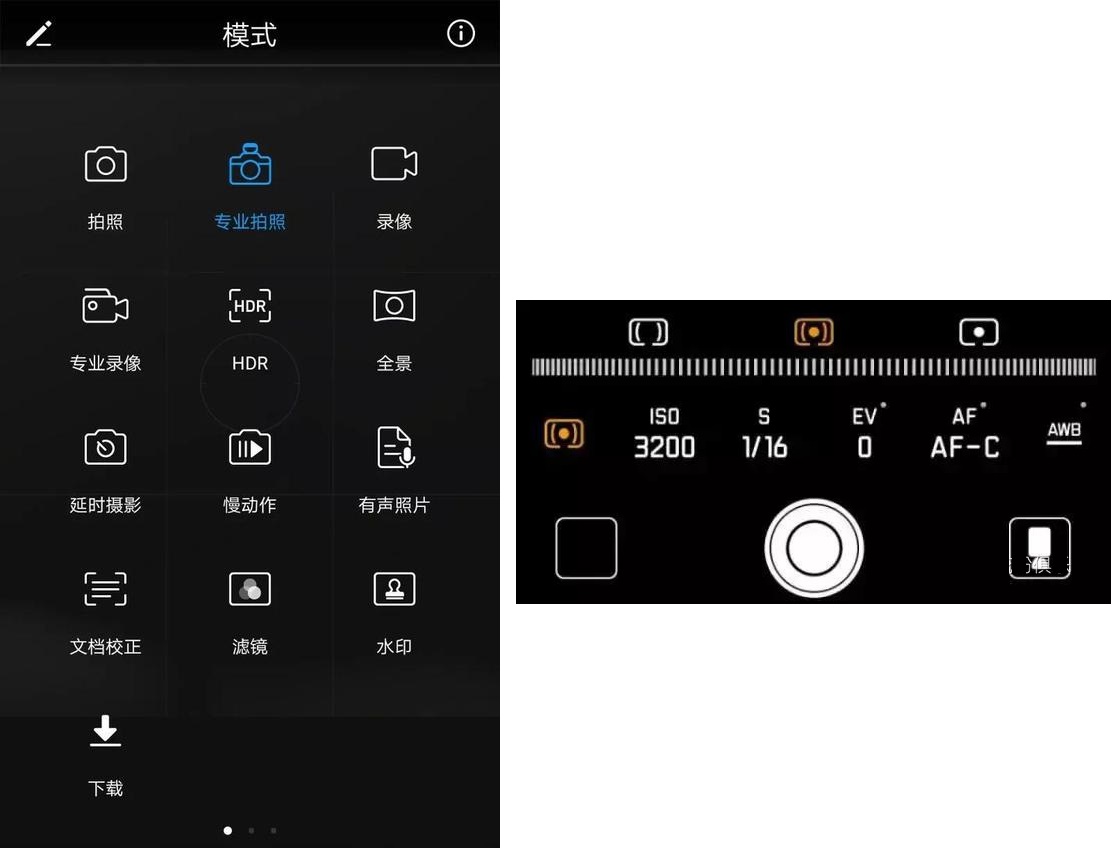 模式
拍照
专业拍照
录像
HDR
专业录像
HDR
全景
延时摄影
慢动作
有声照片
文档校正
滤镜
水印
下载
ISO
S
EV
AF
3200
1/16
0
AF-C
AWB